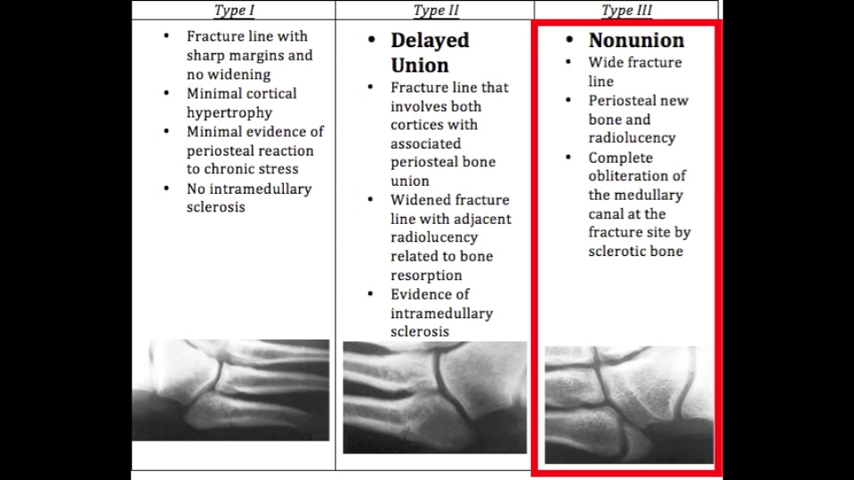 Type I
• Fracture line with
sharp margins and
no widening
• Minimal cortical
hypertrophy
• Minimal evidence of
periosteal reaction
to chronic stress
• No intramedullary
sclerosis
Type II
• Delayed
Union
• Fracture line that
involves both
cortices with
associated
periosteal bone
union
• Widened fracture
line with adjacent
radiolucency
related to bone
resorption
• Evidence of
intramedullary
sclerosis
Type III
• Nonunion
• Wide fracture
line
• Periosteal new
bone and
radiolucency
• Complete
obliteration of
the medullary
canal at the
fracture site by
sclerotic bone